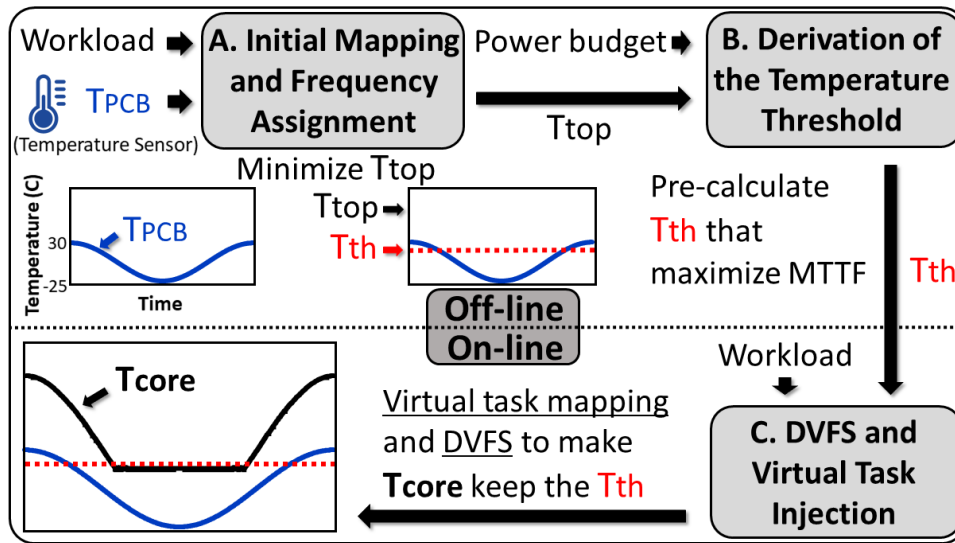 Workload
TPCB
(Temperature Sensor)
A. Initial Mapping
and Frequency
Assignment
Minimize Ttop
Power budget
Ttop
B. Derivation of
the Temperature
Threshold
Temperature (C)
30
-25
TPCB
Time
Ttop
Tth
Pre-calculate
Tth that
maximize MTTF
Tth
Off-line
On-line
Workload
C. DVFS and
Virtual Task
Injection
Virtual task mapping
and DVFS to make
Tcore keep the Tth
Tcore